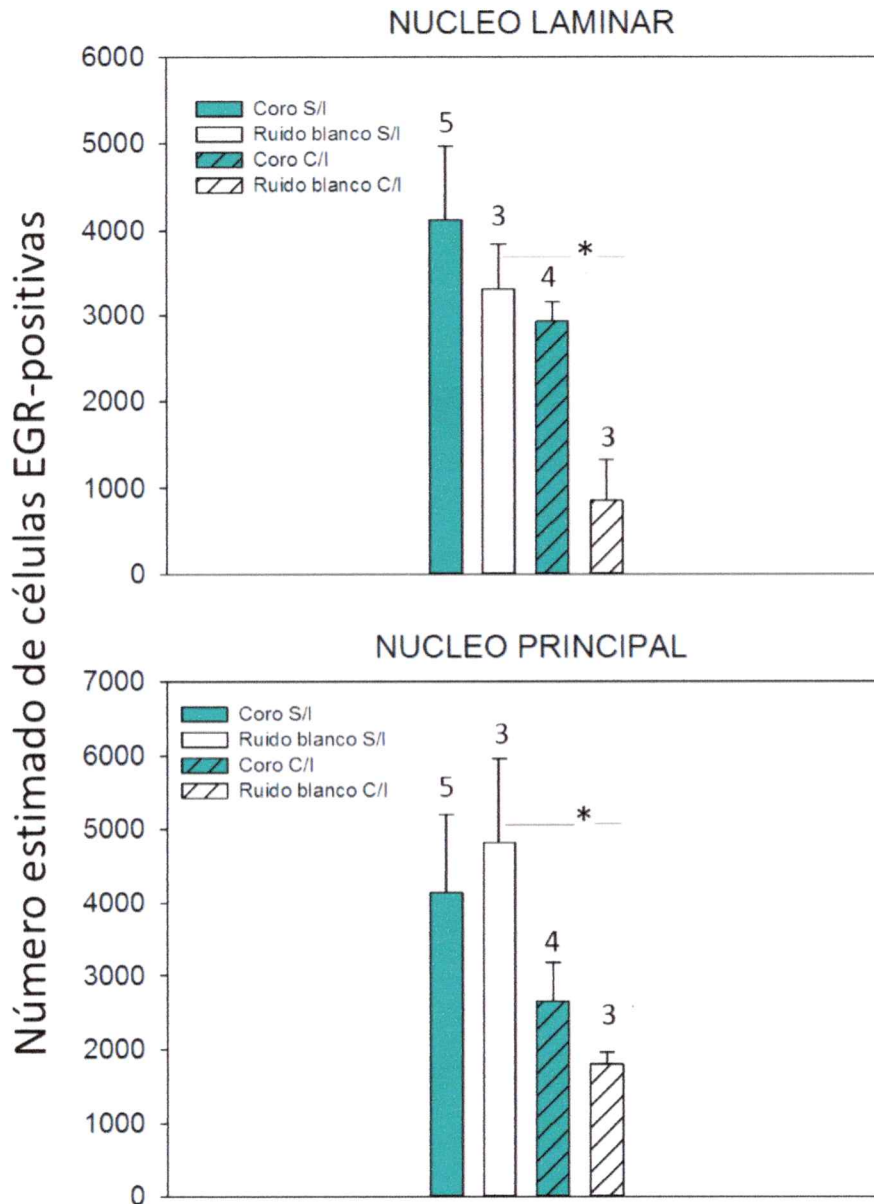 NUCLEO LAMINAR
Número estimado de células EGR-positivas
6000
5000
4000
3000
2000
1000
0
Coro S/I
Ruido blanco S/I
Coro C/I
Ruido blanco C/I
5
3
*
4
3
NUCLEO PRINCIPAL
7000
6000
5000
4000
3000
2000
1000
0
Coro S/I
Ruido blanco S/I
Coro C/I
Ruido blanco C/I
5
3
*
4
3